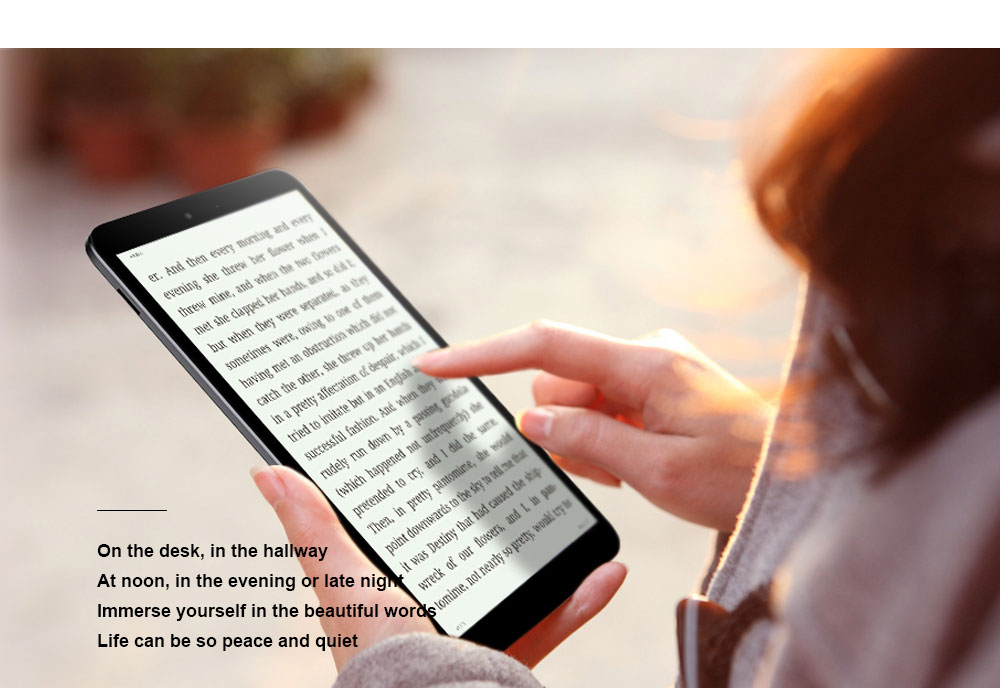 er. And then every morning and every
evening she threw her flower when I
threw mine, and when the two flowers
met she clapped her hands, and so did I;
but when they were separated, as they
sometimes were, owing to one of them
having met an obstruction which did not
catch the other, she threw up her hands
in a pretty affectation of despair, which I
tried to imitate but in an English
successful fashion. And when they
rudely run down by a passing gondola
(which happened not unfrequently) she
pretended to cry, and I did the same.
Then, in pretty pantomime, she would
point downwards to the sky to tell me that
it was Destiny that had caused the ship-
wreck of our flowers, and I, in pan-
tomime, not nearly so pretty, would try to
On the desk, in the hallway
At noon, in the evening or late night
Immerse yourself in the beautiful words
Life can be so peace and quiet